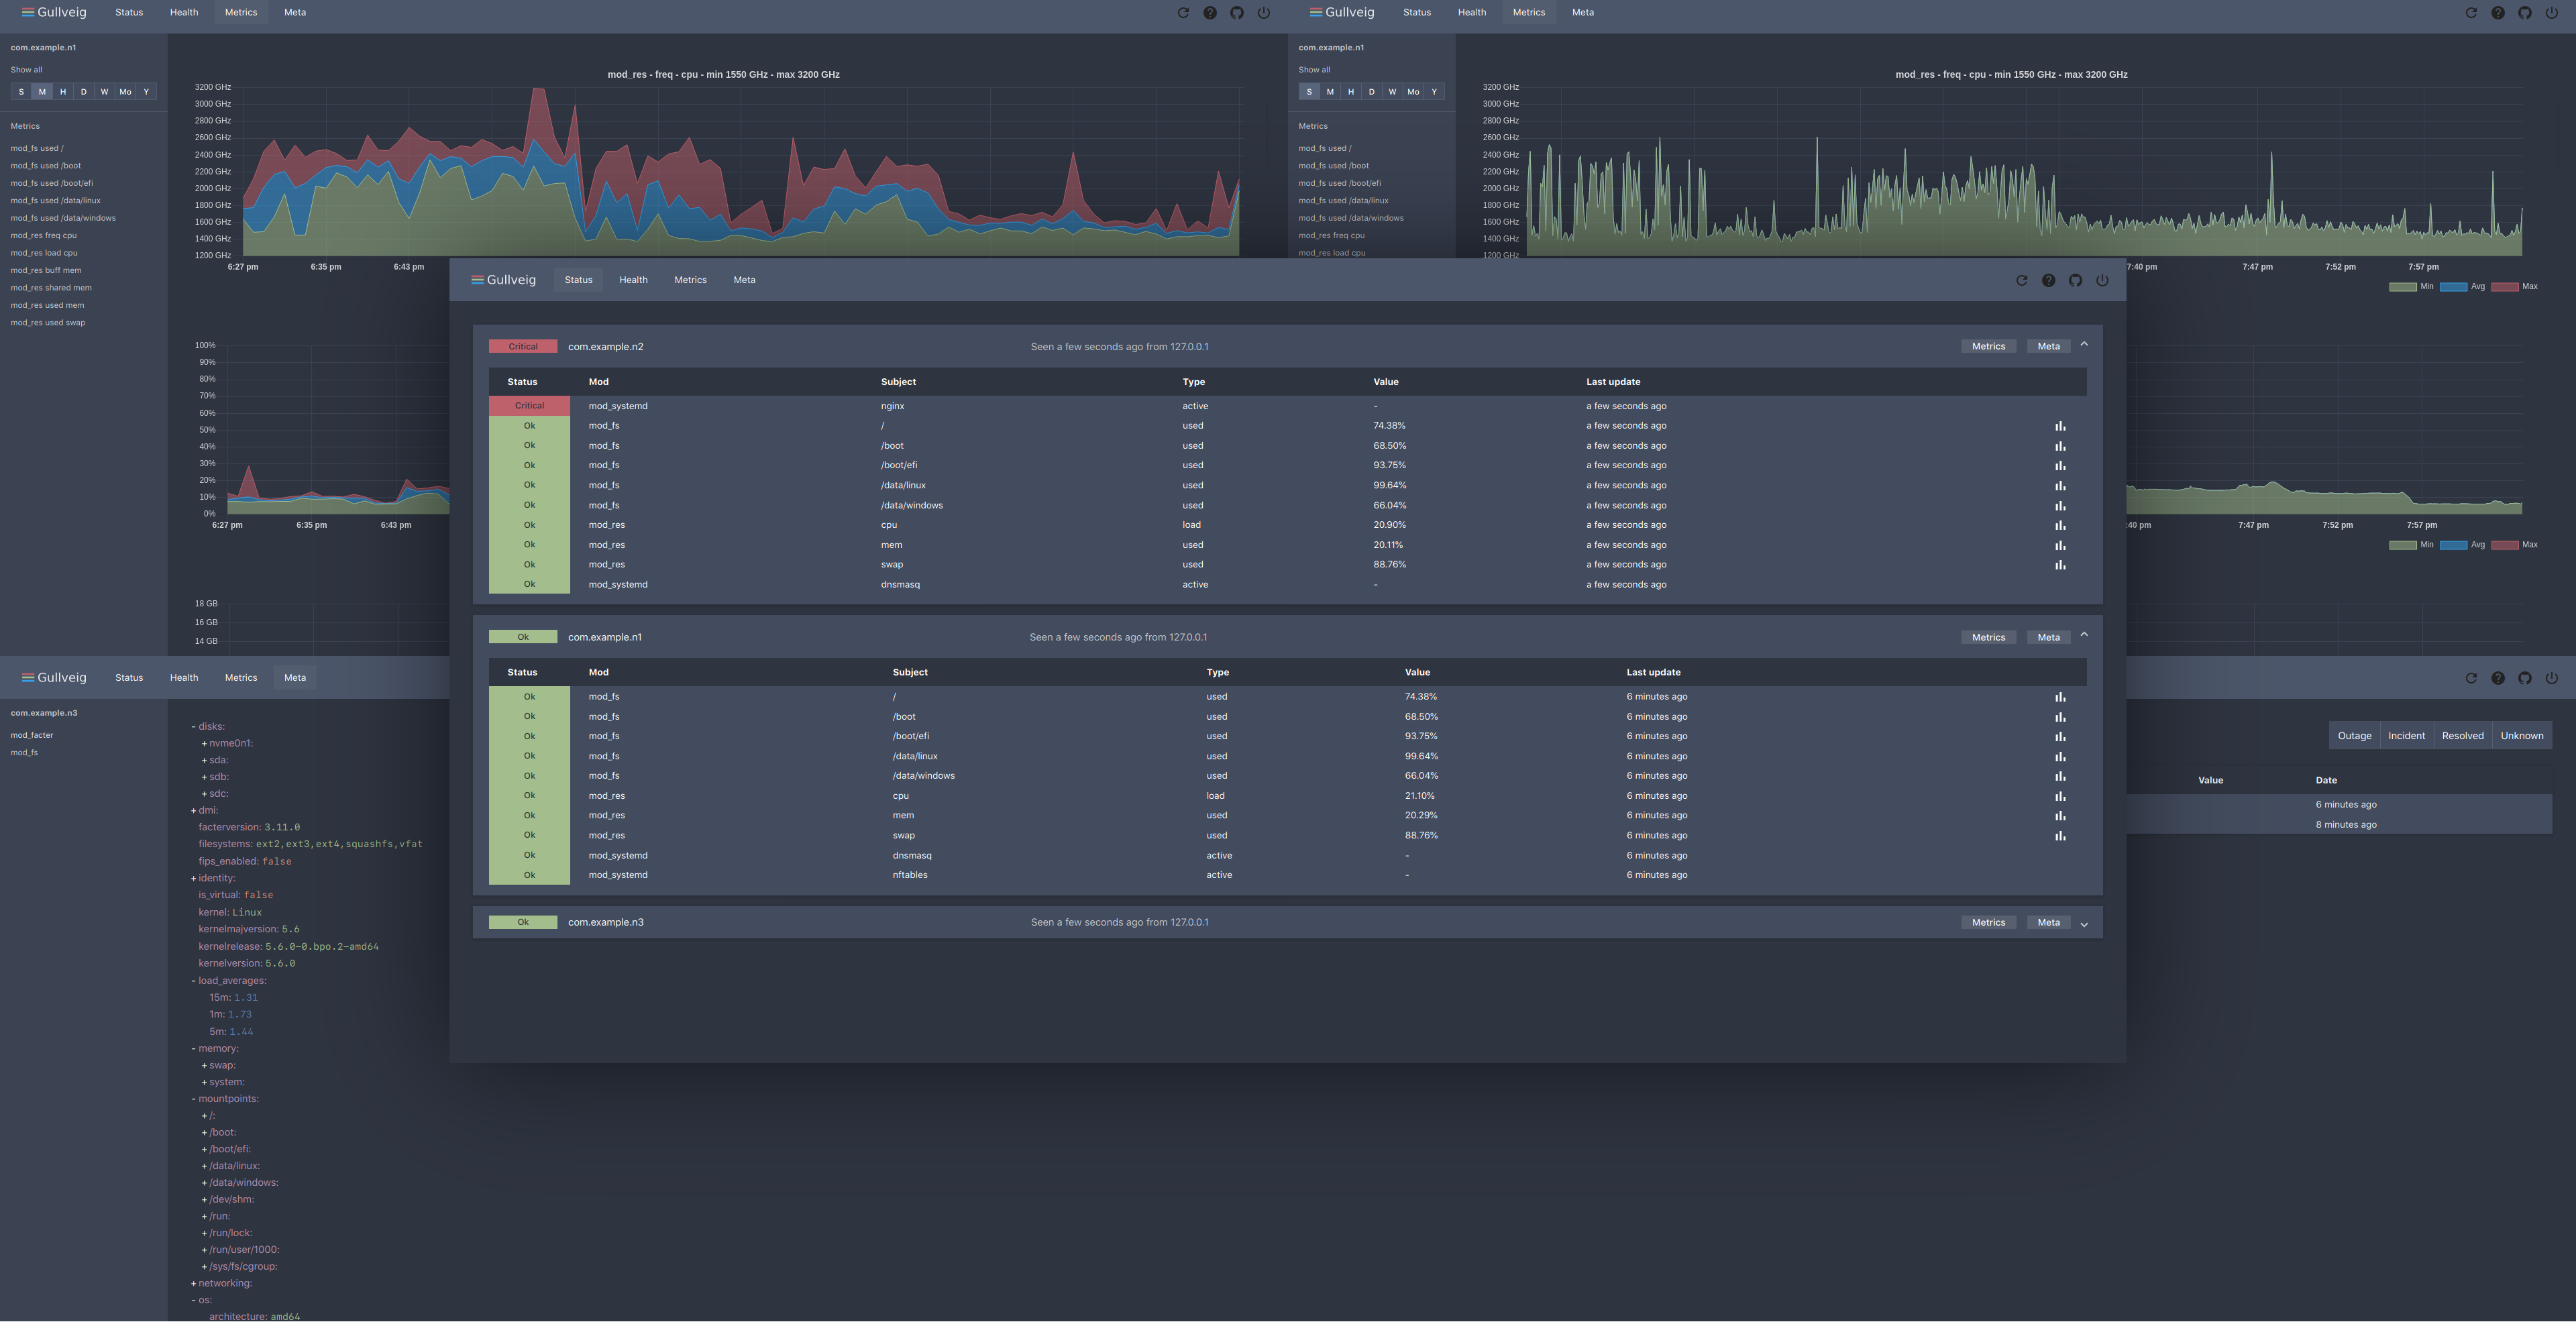 Gullveig Status Health Metrics Meta
com.example.n1
Show all
S M H D W Mo Y
Metrics
mod_fs used /
mod_fs used /boot
mod_fs used /boot/efi
mod_fs used /data/linux
mod_fs used /data/windows
mod_res freq cpu
mod_res load cpu
mod_res buff mem
mod_res shared mem
mod_res used mem
mod_res used swap
mod_res - freq - cpu - min 1550 GHz - max 3200 GHz
3200 GHz
3000 GHz
2800 GHz
2600 GHz
2400 GHz
2200 GHz
2000 GHz
1800 GHz
1600 GHz
1400 GHz
1200 GHz
6:27 pm 6:35 pm 6:43 pm
100%
90%
80%
70%
60%
50%
40%
30%
20%
10%
0%
6:27 pm 6:35 pm 6:43 pm
18 GB
16 GB
14 GB
Gullveig Status Health Metrics Meta
com.example.n1
Show all
S M H D W Mo Y
Metrics
mod_fs used /
mod_fs used /boot
mod_fs used /boot/efi
mod_fs used /data/linux
mod_fs used /data/windows
mod_res freq cpu
mod_res load cpu
mod_res - freq - cpu - min 1550 GHz - max 3200 GHz
3200 GHz
3000 GHz
2800 GHz
2600 GHz
2400 GHz
2200 GHz
2000 GHz
1800 GHz
1600 GHz
1400 GHz
1200 GHz
7:40 pm 7:47 pm 7:52 pm 7:57 pm
Min Avg Max
:40 pm 7:47 pm 7:52 pm 7:57 pm
Min Avg Max
Gullveig Status Health Metrics Meta
Critical com.example.n2 Seen a few seconds ago from 127.0.0.1 Metrics Meta
Status Mod Subject Type Value Last update
Critical mod_systemd nginx active - a few seconds ago
Ok mod_fs / used 74.38% a few seconds ago
Ok mod_fs /boot used 68.50% a few seconds ago
Ok mod_fs /boot/efi used 93.75% a few seconds ago
Ok mod_fs /data/linux used 99.64% a few seconds ago
Ok mod_fs /data/windows used 66.04% a few seconds ago
Ok mod_res cpu load 20.90% a few seconds ago
Ok mod_res mem used 20.11% a few seconds ago
Ok mod_res swap used 88.76% a few seconds ago
Ok mod_systemd dnsmasq active - a few seconds ago
Ok com.example.n1 Seen a few seconds ago from 127.0.0.1 Metrics Meta
Status Mod Subject Type Value Last update
Ok mod_fs / used 74.38% 6 minutes ago
Ok mod_fs /boot used 68.50% 6 minutes ago
Ok mod_fs /boot/efi used 93.75% 6 minutes ago
Ok mod_fs /data/linux used 99.64% 6 minutes ago
Ok mod_fs /data/windows used 66.04% 6 minutes ago
Ok mod_res cpu load 21.10% 6 minutes ago
Ok mod_res mem used 20.29% 6 minutes ago
Ok mod_res swap used 88.76% 6 minutes ago
Ok mod_systemd dnsmasq active - 6 minutes ago
Ok mod_systemd nftables active - 6 minutes ago
Ok com.example.n3 Seen a few seconds ago from 127.0.0.1 Metrics Meta
Gullveig Status Health Metrics Meta
com.example.n3
mod_facter
mod_fs
- disks:
+ nvme0n1:
+ sda:
+ sdb:
+ sdc:
+ dmi:
facterversion: 3.11.0
filesystems: ext2,ext3,ext4,squashfs,vfat
fips_enabled: false
+ identity:
is_virtual: false
kernel: Linux
kernelmajversion: 5.6
kernelrelease: 5.6.0-0.bpo.2-amd64
kernelversion: 5.6.0
- load_averages:
15m: 1.31
1m: 1.73
5m: 1.44
- memory:
+ swap:
+ system:
- mountpoints:
+ /:
+ /boot:
+ /boot/efi:
+ /data/linux:
+ /data/windows:
+ /dev/shm:
+ /run:
+ /run/lock:
+ /run/user/1000:
+ /sys/fs/cgroup:
+ networking:
- os:
architecture: amd64
Outage Incident Resolved Unknown
Value Date
6 minutes ago
8 minutes ago